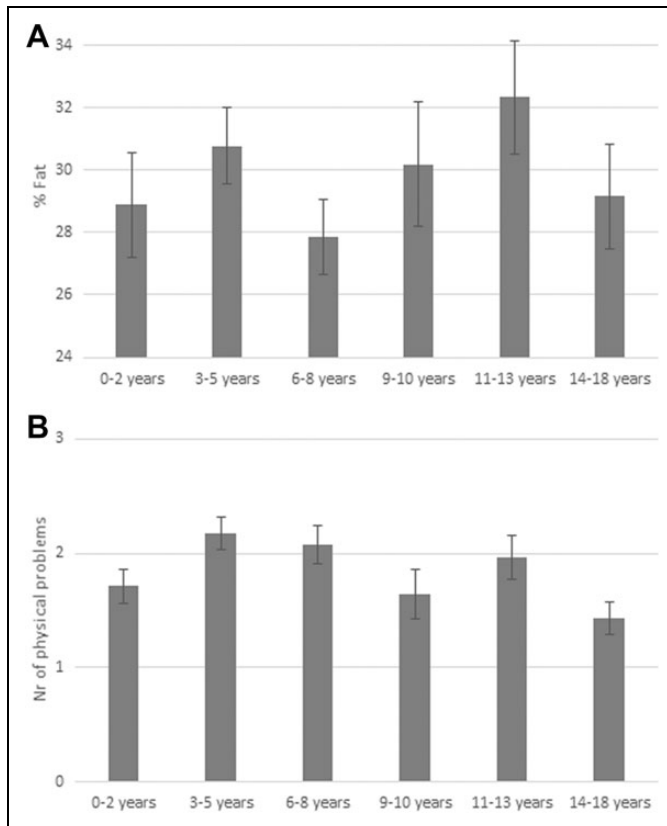 A
34
32
30
28
26
24
% Fat
0-2 years 3-5 years 6-8 years 9-10 years 11-13 years 14-18 years
B
3
2
1
0
Nr of physical problems
0-2 years 3-5 years 6-8 years 9-10 years 11-13 years 14-18 years